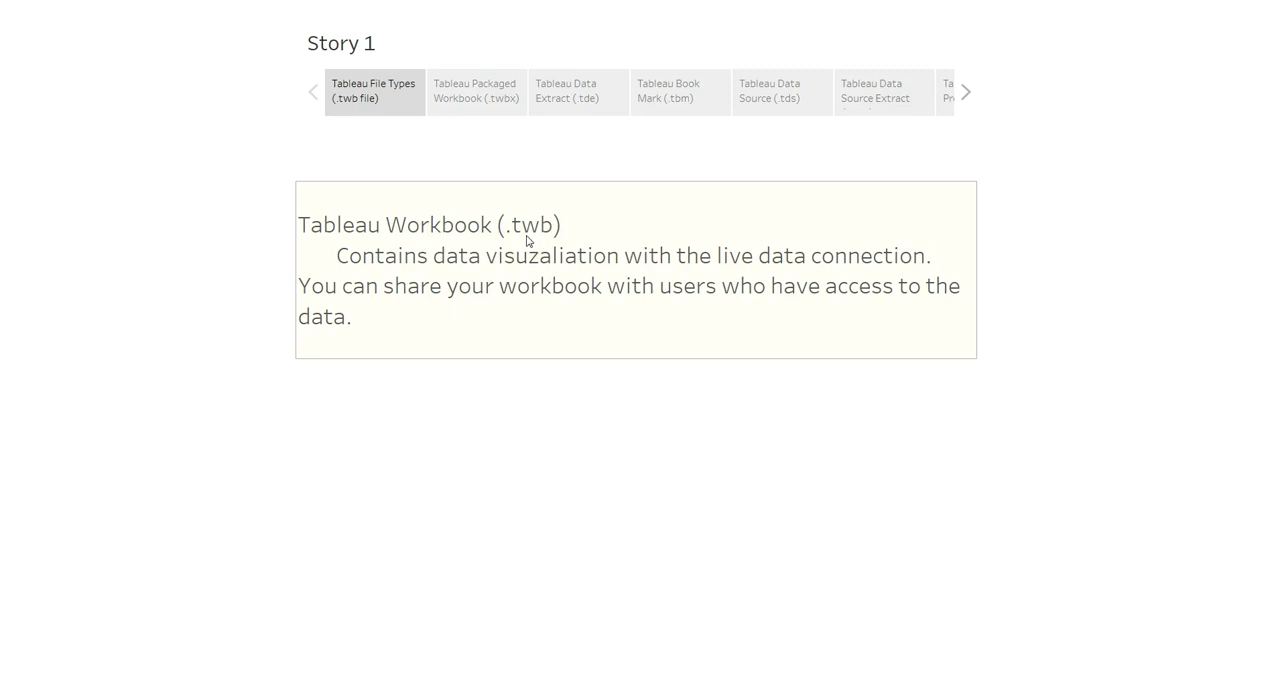 Story 1
Tableau File Types
(.twb file)
Tableau Packaged
Workbook (.twbx)
Tableau Data
Extract (.tde)
Tableau Book
Mark (.tbm)
Tableau Data
Source (.tds)
Tableau Data
Source Extract
Tableau Workbook (.twb)
Contains data visuzaliation with the live data connection.
You can share your workbook with users who have access to the
data.